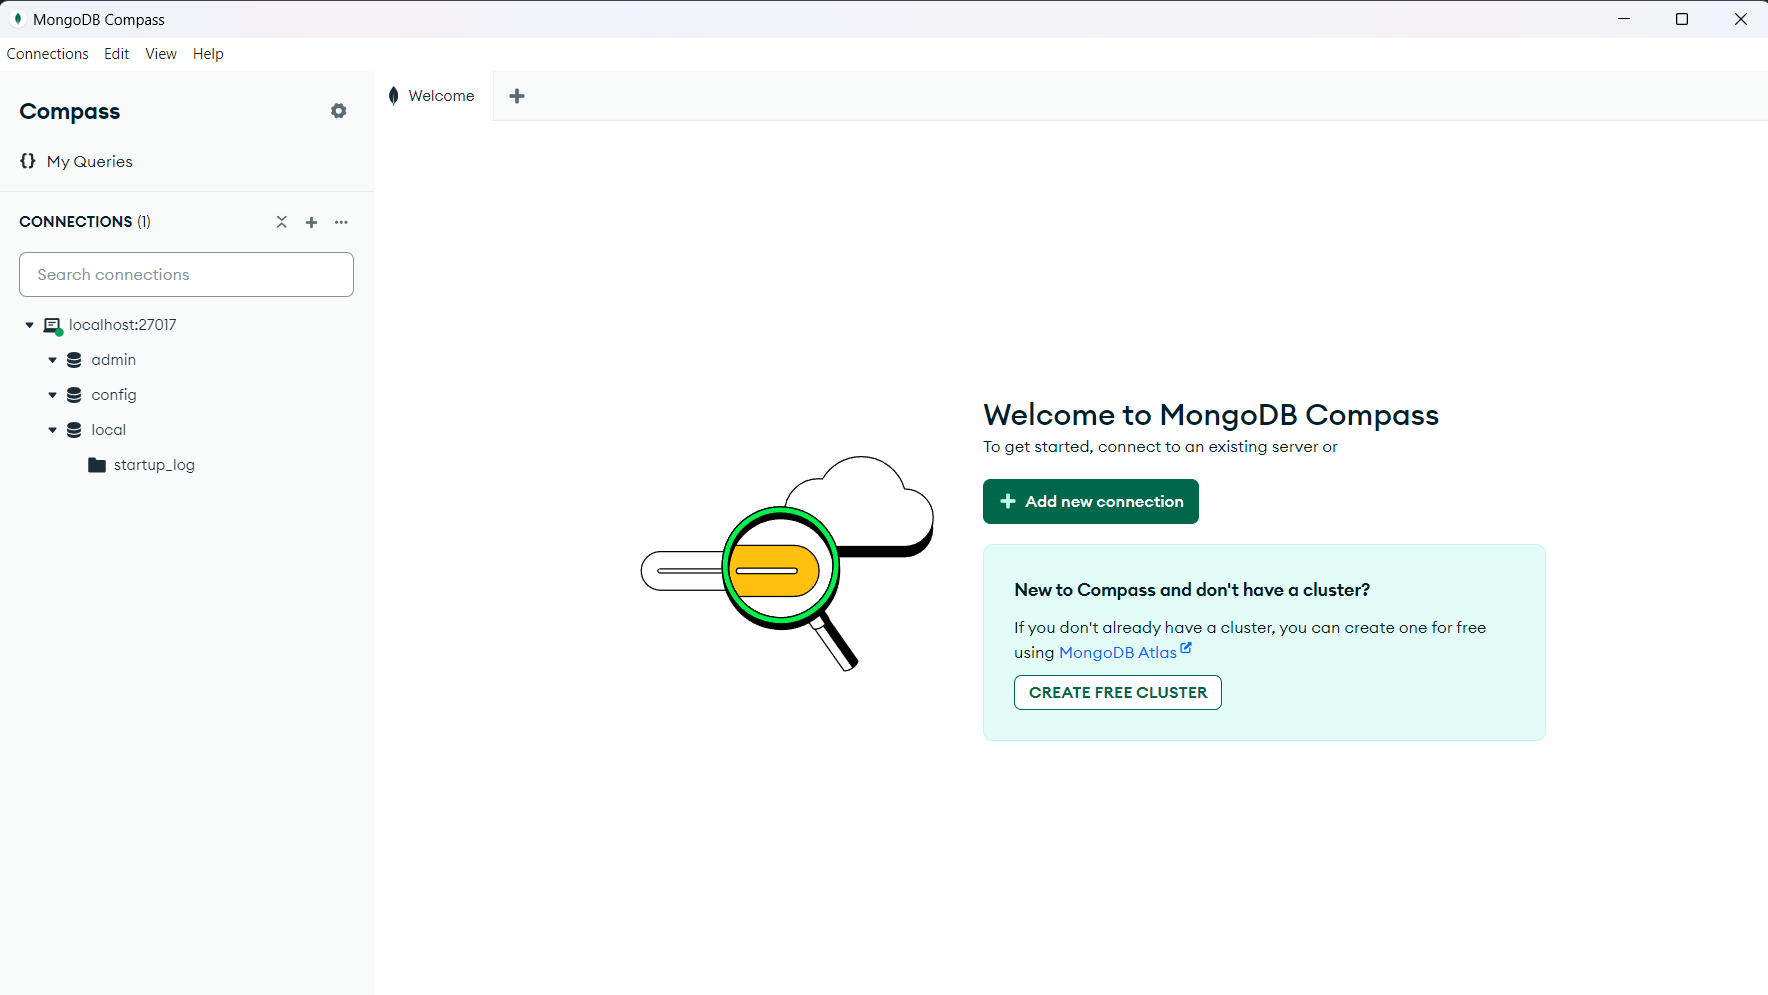 MongoDB Compass
Connections Edit View Help
Compass
My Queries
CONNECTIONS (1)
Search connections
localhost:27017
admin
config
local
startup_log
Welcome
Welcome to MongoDB Compass
To get started, connect to an existing server or
Add new connection
New to Compass and don't have a cluster?
If you don't already have a cluster, you can create one for free
using MongoDB Atlas
CREATE FREE CLUSTER